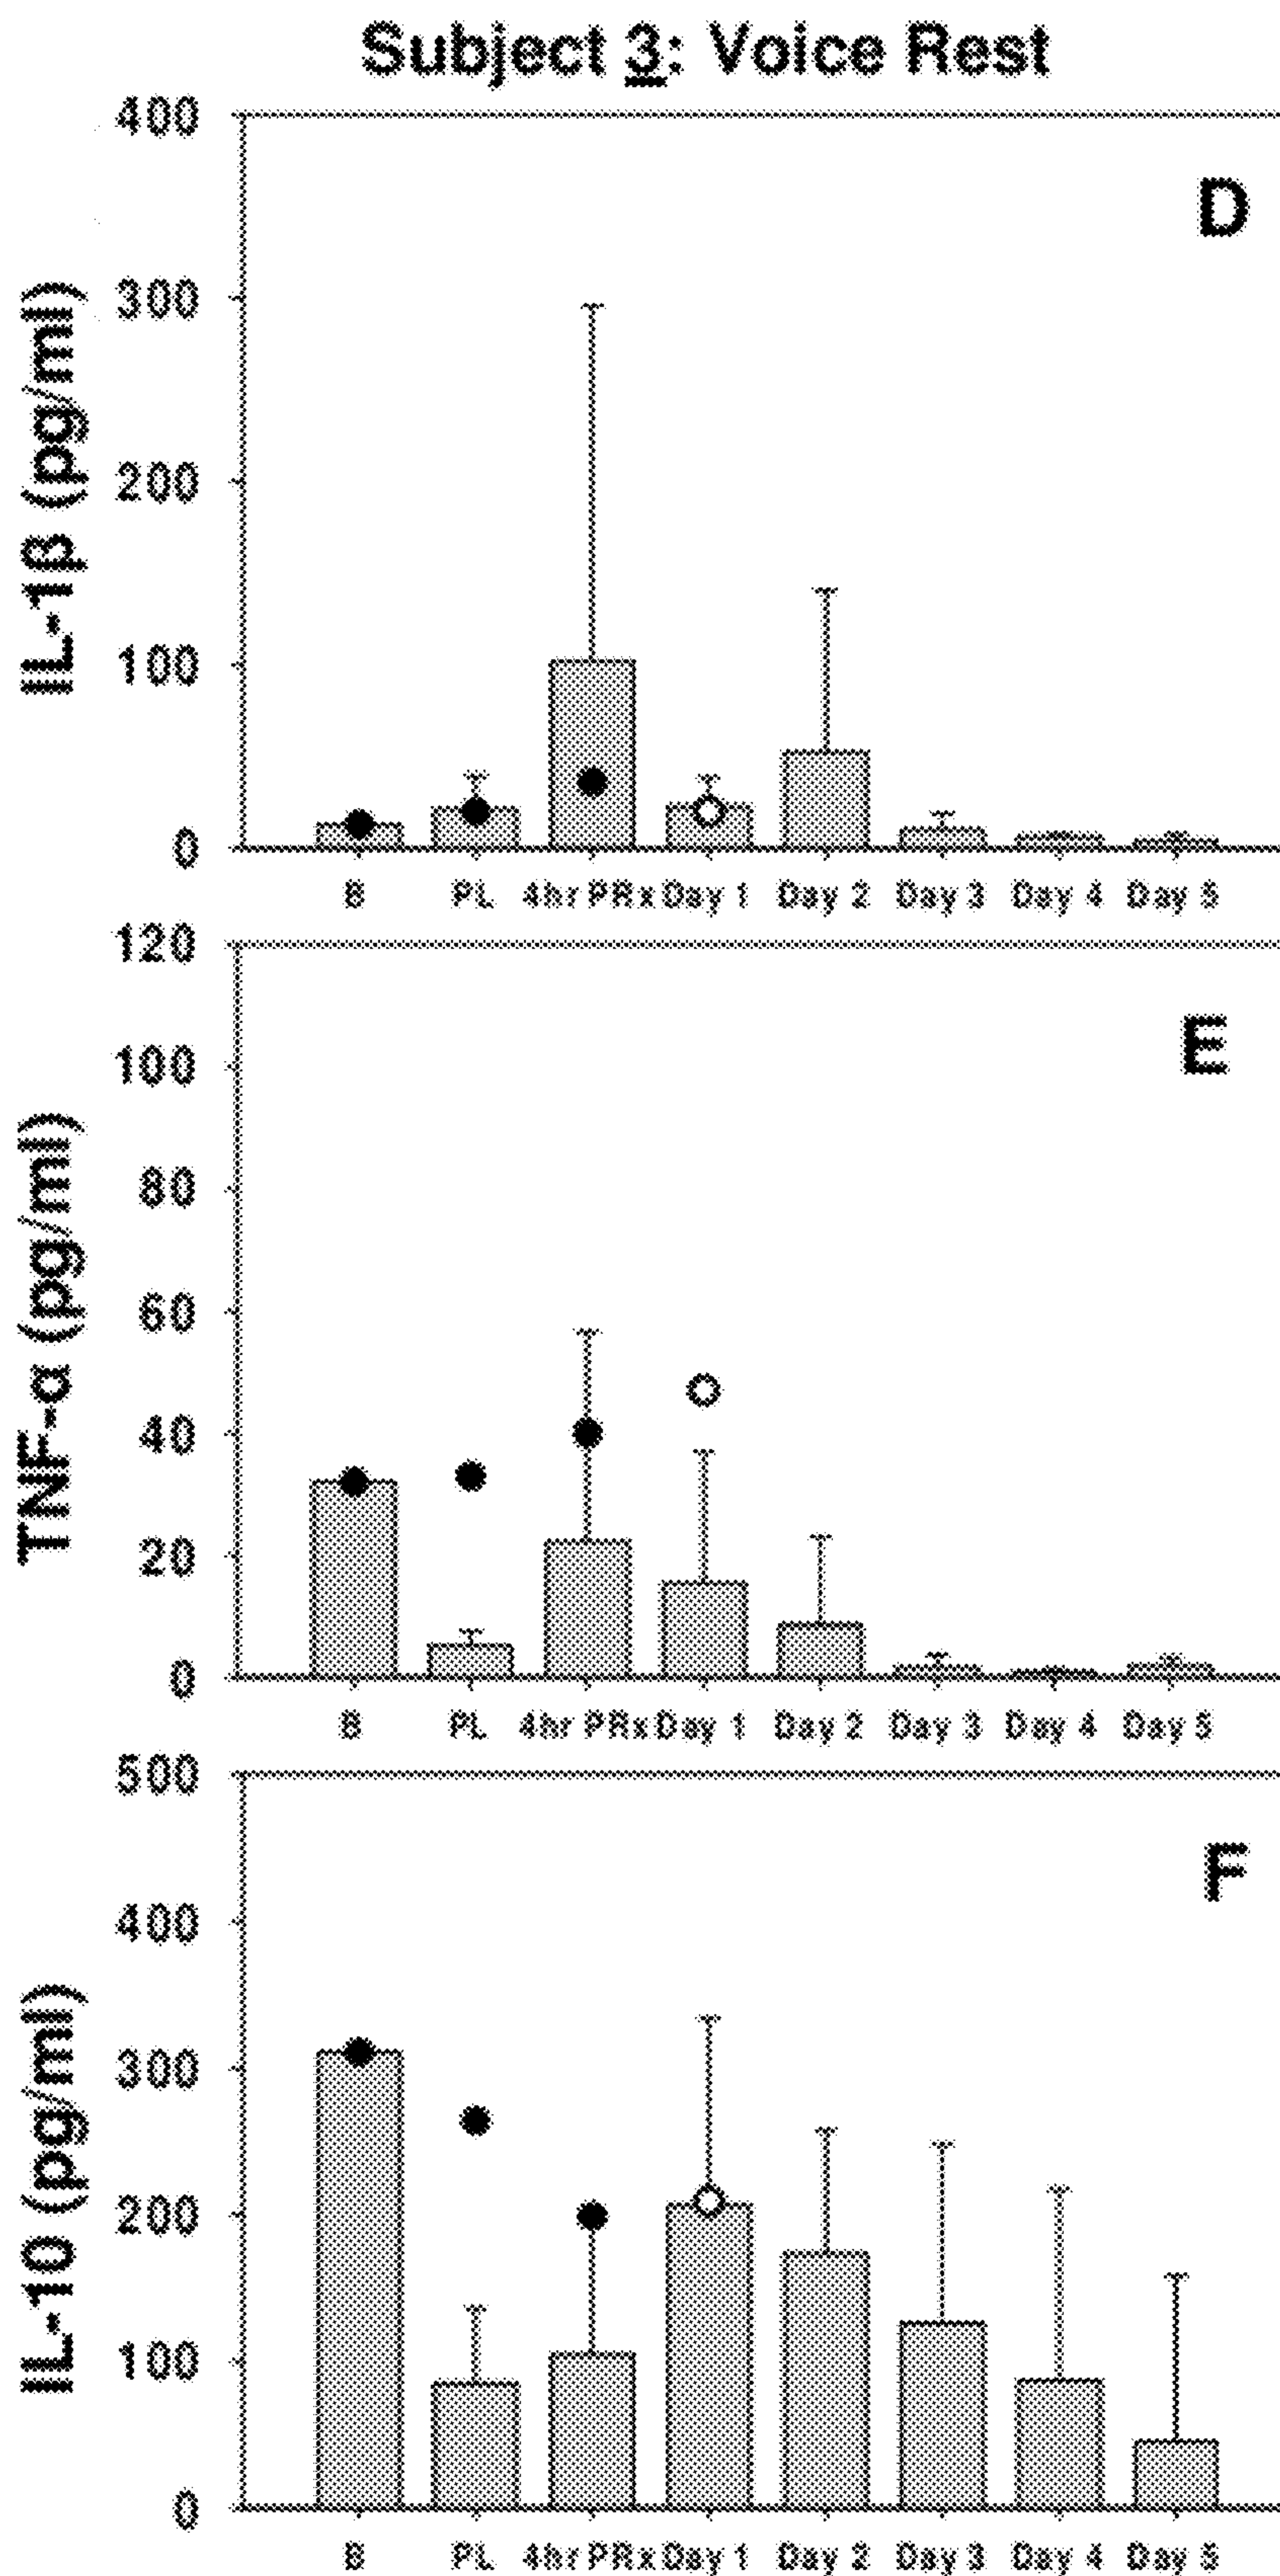 Subject 3: Voice Rest
D
IL-1β (pg/ml)
400
300
200
100
0
B PL 4hr PRx Day 1 Day 2 Day 3 Day 4 Day 5
E
TNF-α (pg/ml)
120
100
80
60
40
20
0
B PL 4hr PRx Day 1 Day 2 Day 3 Day 4 Day 5
F
IL-10 (pg/ml)
500
400
300
200
100
0
B PL 4hr PRx Day 1 Day 2 Day 3 Day 4 Day 5